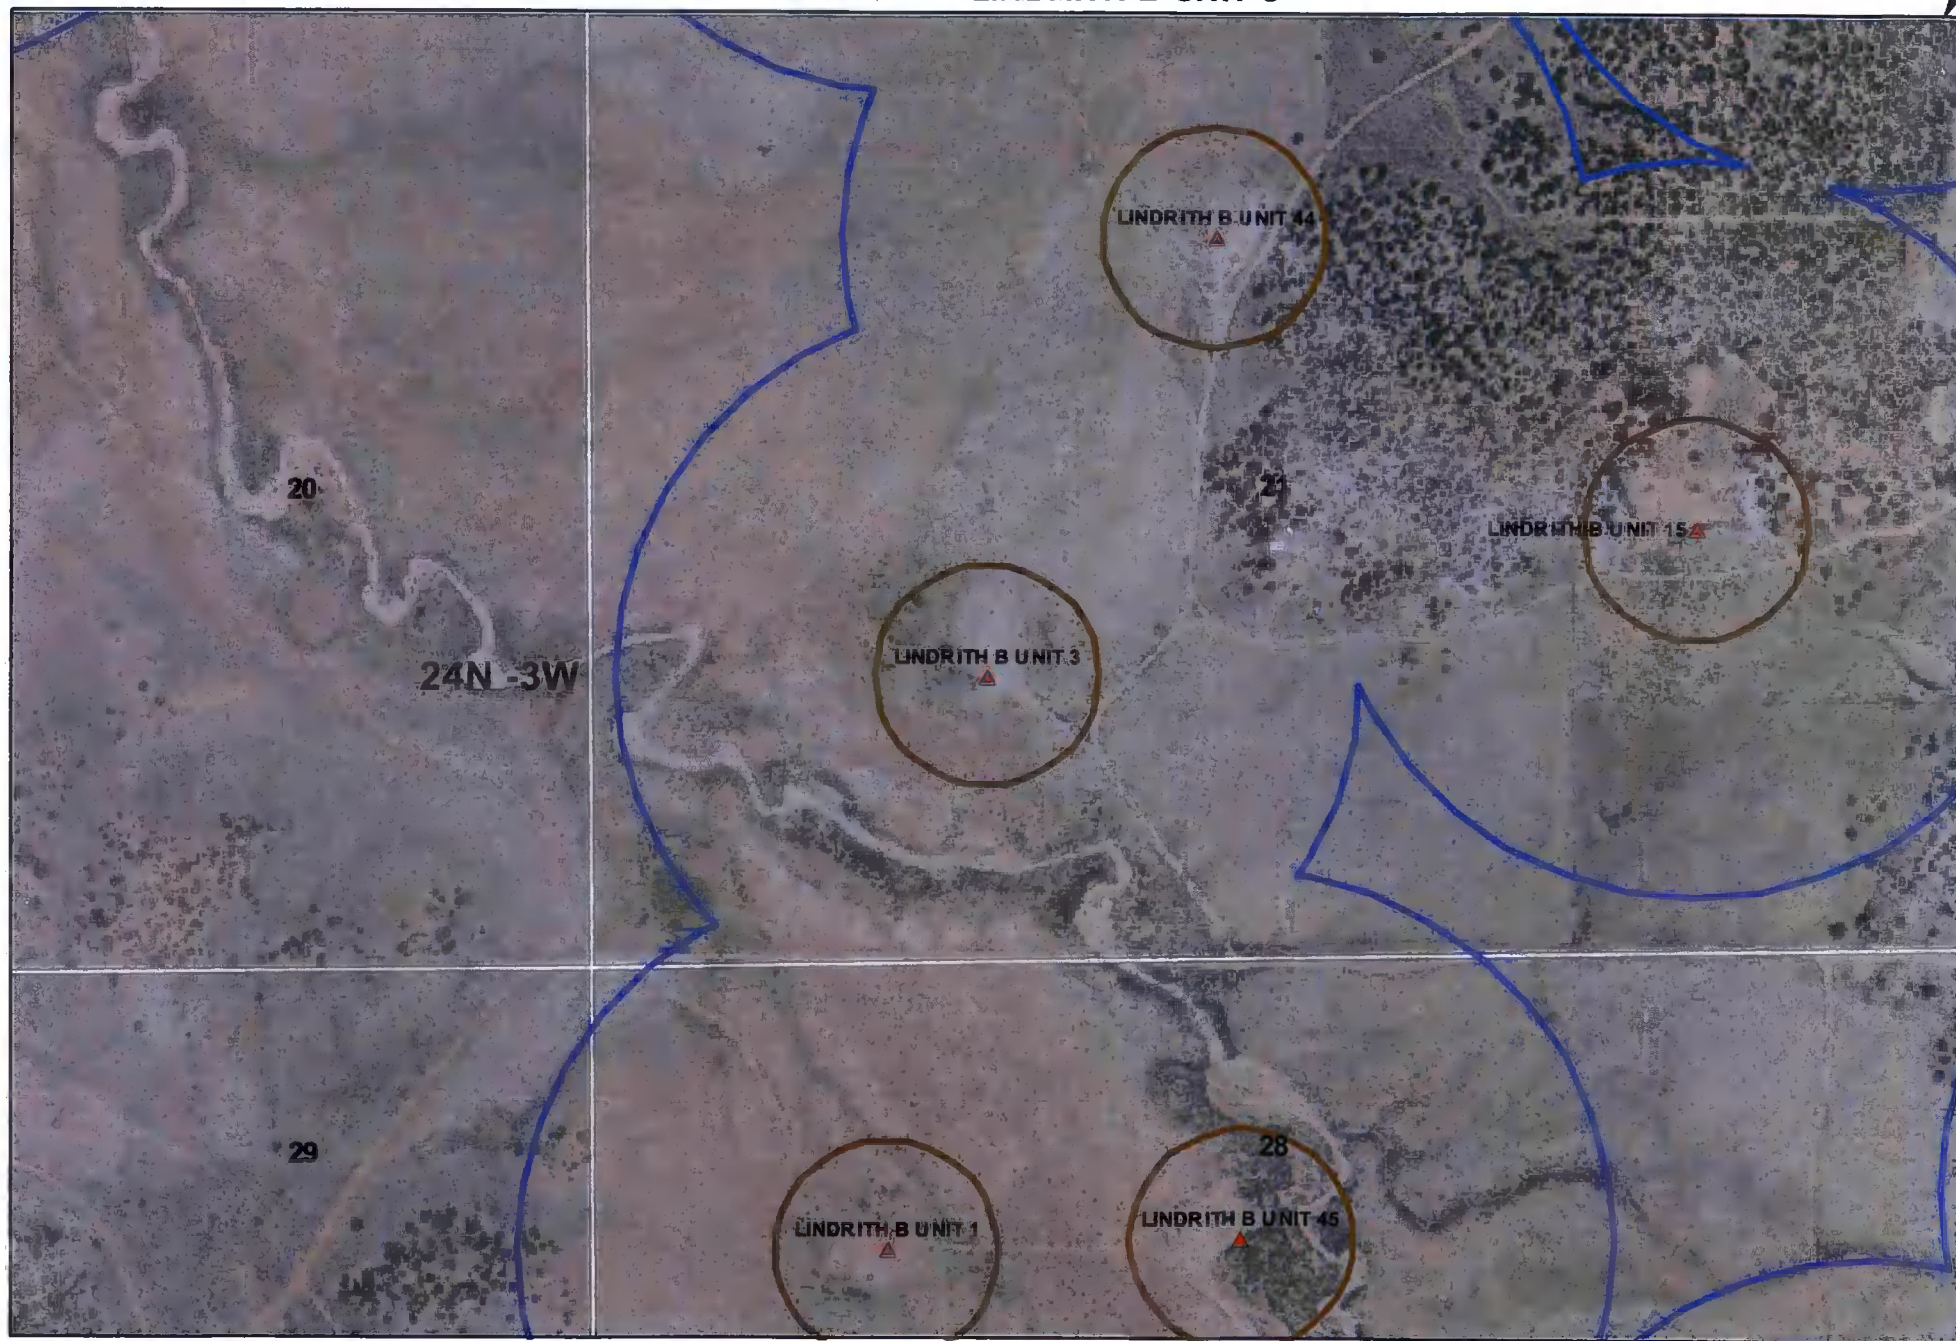 LINDRITH B UNIT 44
20
21
LINDRITH B UNIT 15
LINDRITH B UNIT 3
24N -3W
29
28
LINDRITH B UNIT 45
LINDRITH B UNIT 1